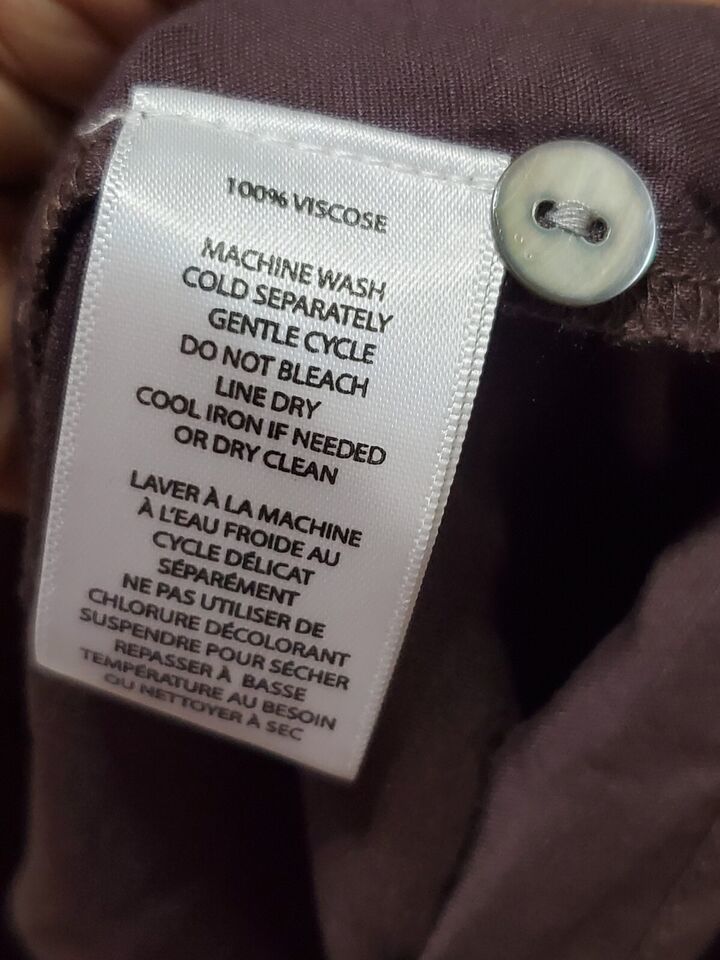 100% VISCOSE
MACHINE WASH
COLD SEPARATELY
GENTLE CYCLE
DO NOT BLEACH
LINE DRY
COOL IRON IF NEEDED
OR DRY CLEAN
LAVER À LA MACHINE
À L'EAU FROIDE AU
CYCLE DÉLICAT
SÉPARÉMENT
NE PAS UTILISER DE
CHLORURE DÉCOLORANT
SUSPENDRE POUR SÉCHER
REPASSER À BASSE
TEMPÉRATURE AU BESOIN
OU NETTOYER À SEC